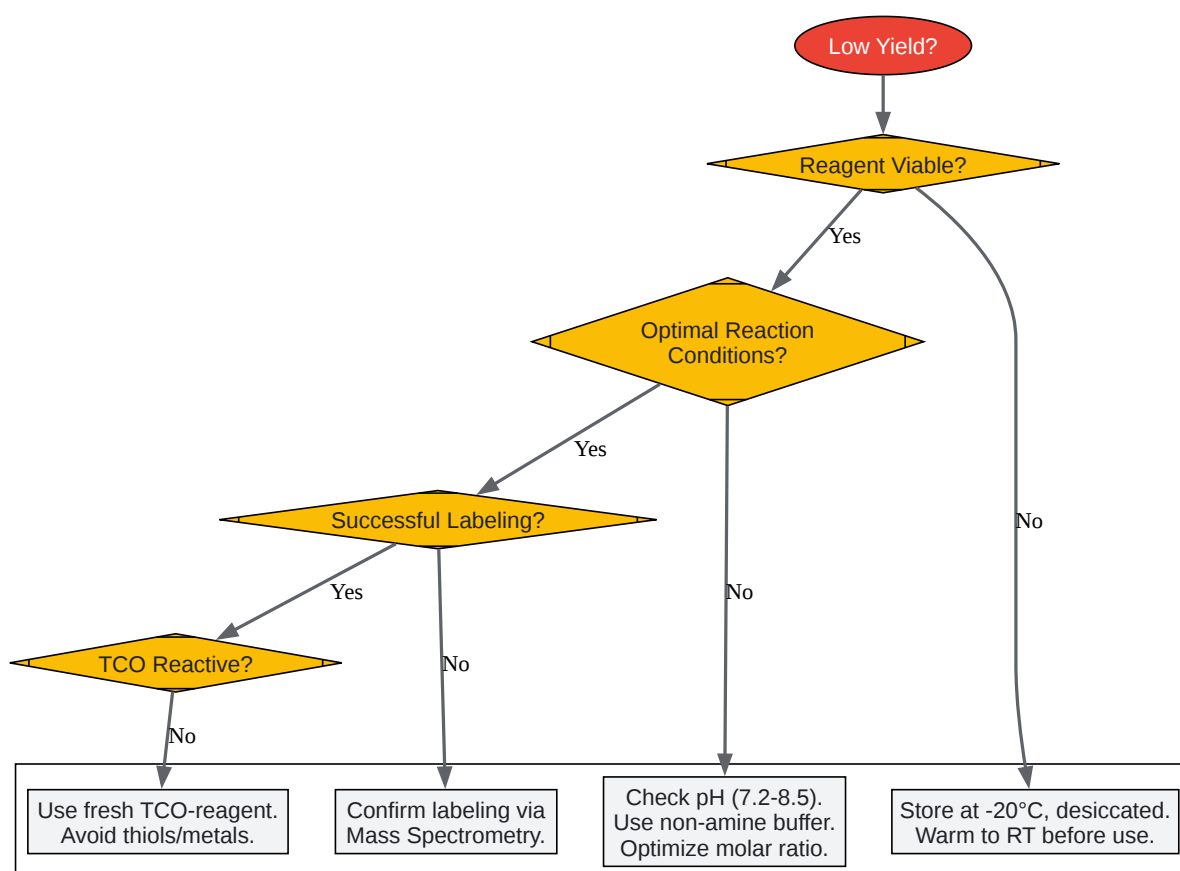 Low Yield?
Reagent Viable?
Yes
Optimal Reaction
Conditions?
Yes
Successful Labeling?
No
Yes
No
TCO Reactive?
No
No
Use fresh TCO-reagent.
Avoid thiols/metals.
Confirm labeling via
Mass Spectrometry.
Check pH (7.2-8.5).
Use non-amine buffer.
Optimize molar ratio.
Store at -20°C, desiccated.
Warm to RT before use.